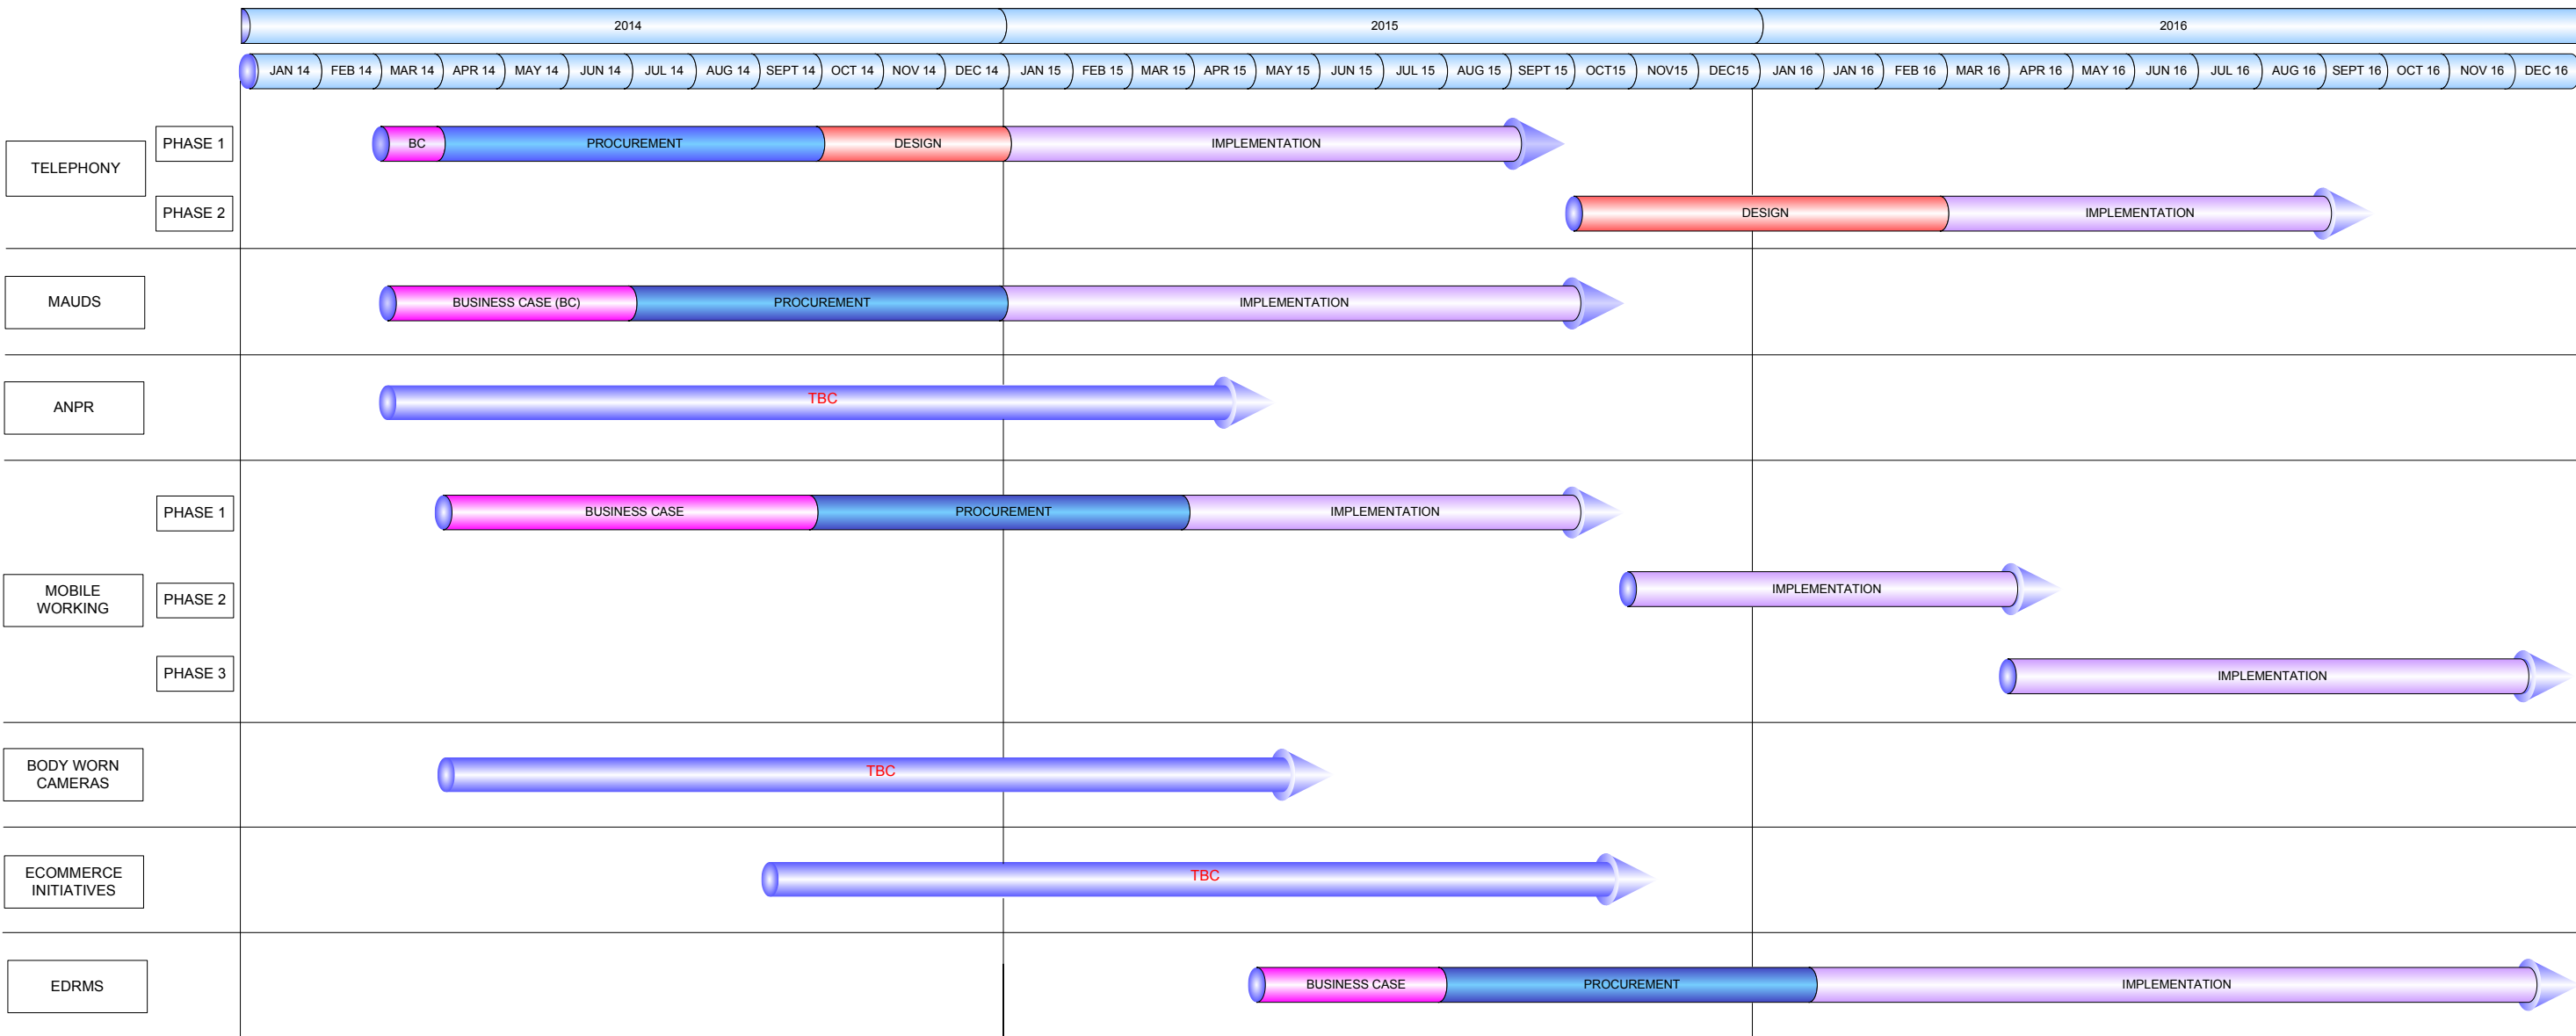 2014
2015
2016
JAN 14
FEB 14
MAR 14
APR 14
MAY 14
JUN 14
JUL 14
AUG 14
SEPT 14
OCT 14
NOV 14
DEC 14
JAN 15
FEB 15
MAR 15
APR 15
MAY 15
JUN 15
JUL 15
AUG 15
SEPT 15
OCT15
NOV15
DEC15
JAN 16
JAN 16
FEB 16
MAR 16
APR 16
MAY 16
JUN 16
JUL 16
AUG 16
SEPT 16
OCT 16
NOV 16
DEC 16
TELEPHONY
PHASE 1
BC
PROCUREMENT
DESIGN
IMPLEMENTATION
PHASE 2
DESIGN
IMPLEMENTATION
MAUDS
BUSINESS CASE (BC)
PROCUREMENT
IMPLEMENTATION
ANPR
TBC
MOBILE
WORKING
PHASE 1
BUSINESS CASE
PROCUREMENT
IMPLEMENTATION
PHASE 2
IMPLEMENTATION
PHASE 3
IMPLEMENTATION
BODY WORN
CAMERAS
TBC
ECOMMERCE
INITIATIVES
TBC
EDRMS
BUSINESS CASE
PROCUREMENT
IMPLEMENTATION